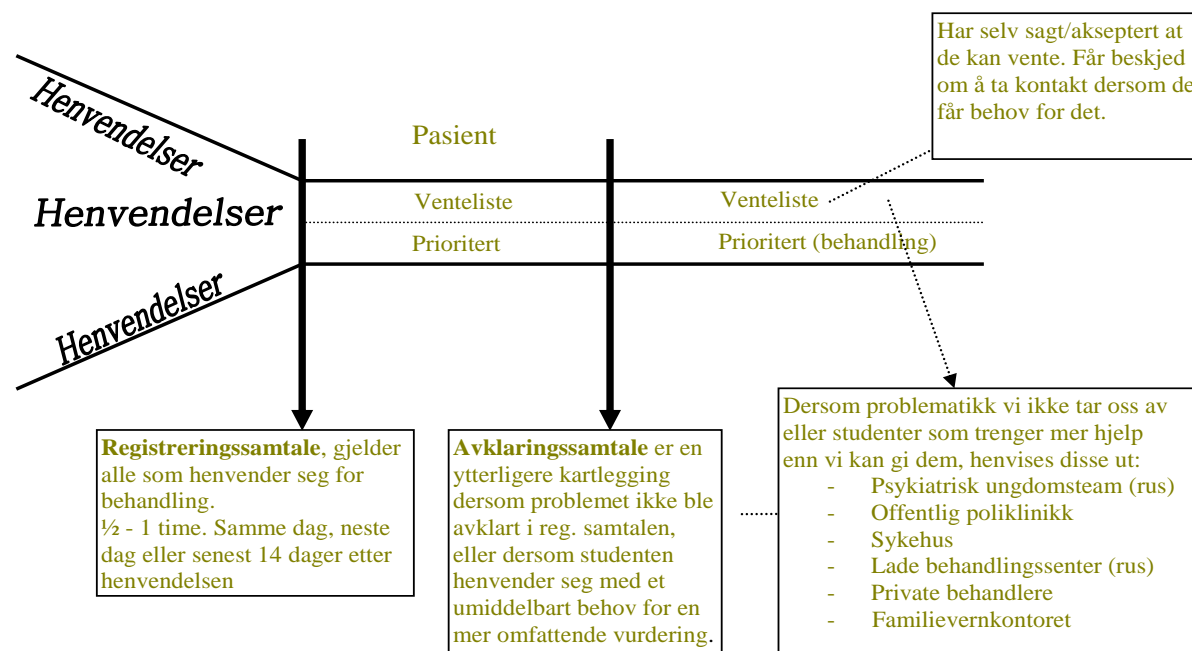 Har selv sagt/akseptert at
de kan vente. Får beskjed
om å ta kontakt dersom de
får behov for det.
Henvendelser
Pasient
Henvendelser
Venteliste
Venteliste
Prioritert
Prioritert (behandling)
Henvendelser
Registreringssamtale, gjelder
alle som henvender seg for
behandling.
½ - 1 time. Samme dag, neste
dag eller senest 14 dager etter
henvendelsen
Avklaringssamtale er en
ytterligere kartlegging
dersom problemet ikke ble
avklart i reg. samtalen,
eller dersom studenten
henvender seg med et
umiddelbart behov for en
mer omfattende vurdering.
Dersom problematikk vi ikke tar oss av
eller studenter som trenger mer hjelp
enn vi kan gi dem, henvises disse ut:
- Psykiatrisk ungdomsteam (rus)
- Offentlig poliklinikk
- Sykehus
- Lade behandlingssenter (rus)
- Private behandlere
- Familievernkontoret